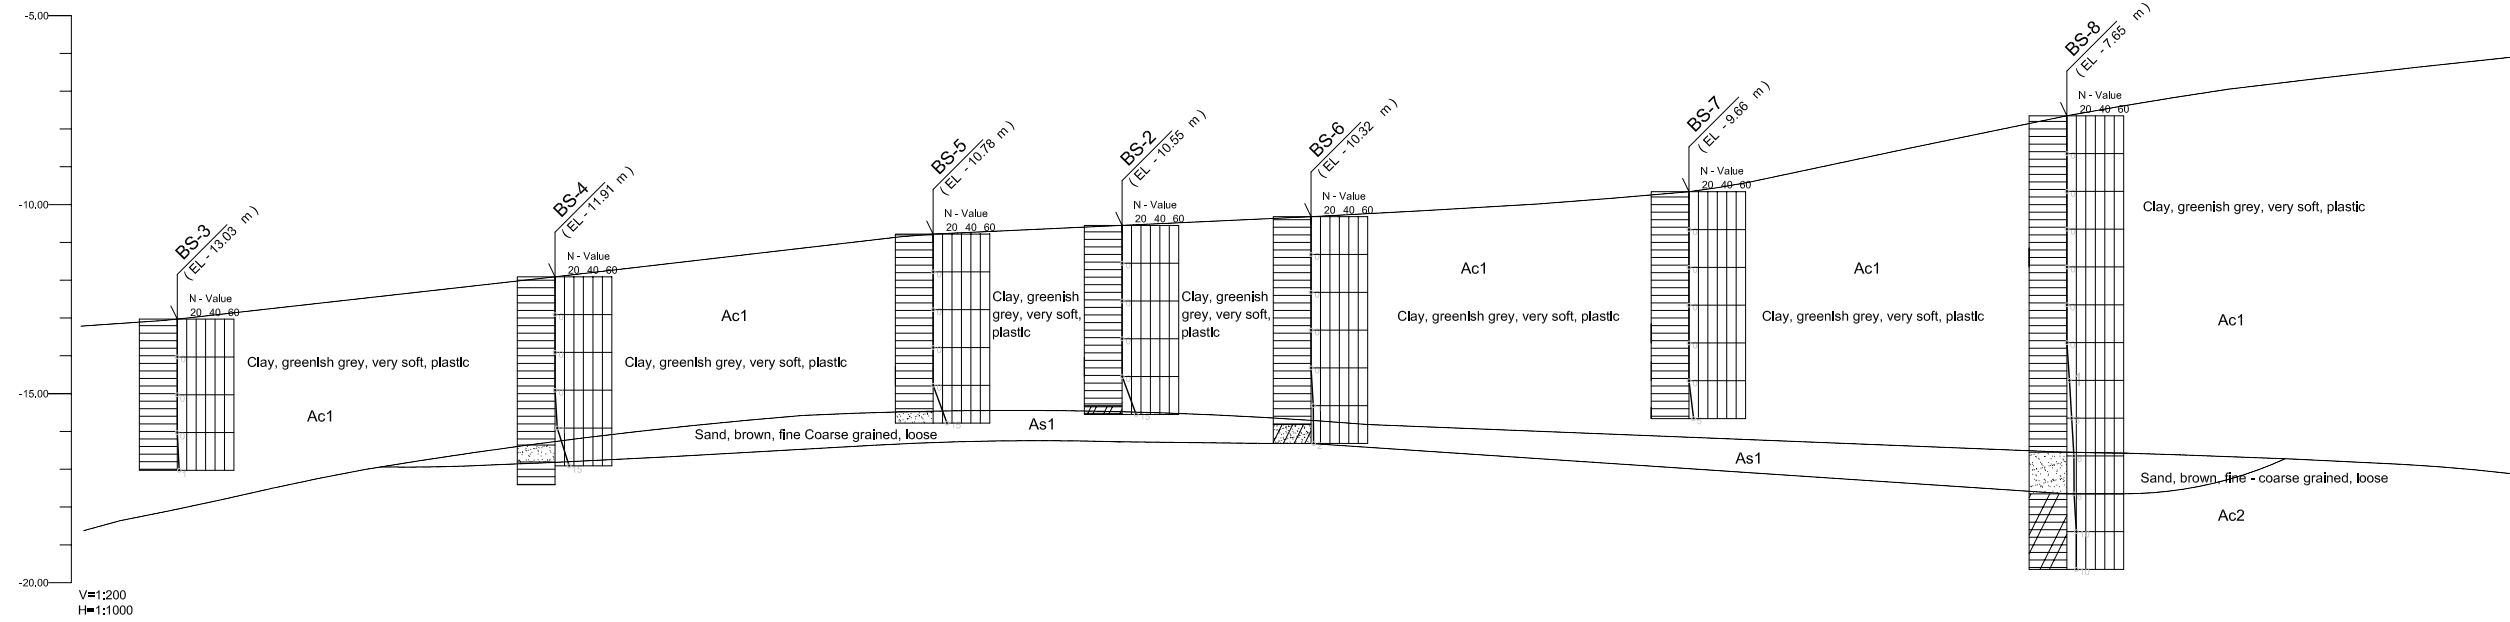 -5.00
-10.00
-15.00
-20.00
V=1:200
H=1:1000
BS-3
( EL - 13.03 m )
N - Value
20 40 60
Clay, greenish grey, very soft, plastic
Ac1
BS-4
( EL - 11.91 m )
N - Value
20 40 60
Ac1
Clay, greenish grey, very soft, plastic
Sand, brown, fine Coarse grained, loose
BS-5
( EL - 10.78 m )
N - Value
20 40 60
Clay, greenish
grey, very soft,
plastic
As1
BS-2
( EL - 10.55 m )
N - Value
20 40 60
Clay, greenish
grey, very soft,
plastic
BS-6
( EL - 10.32 m )
N - Value
20 40 60
Ac1
Clay, greenish grey, very soft, plastic
BS-7
( EL - 9.66 m )
N - Value
20 40 60
Ac1
Clay, greenish grey, very soft, plastic
As1
BS-8
( EL - 7.65 m )
N - Value
20 40 60
Clay, greenish grey, very soft, plastic
Ac1
Sand, brown, fine - coarse grained, loose
Ac2